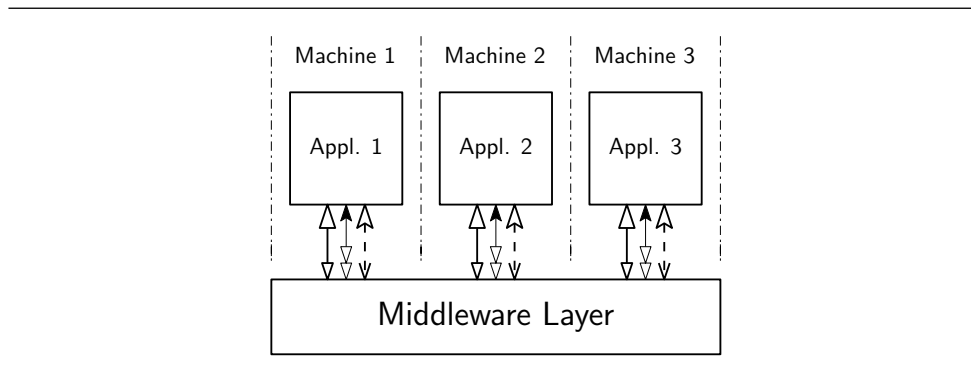 Machine 1 Machine 2 Machine 3
Appl. 1 Appl. 2 Appl. 3
Middleware Layer